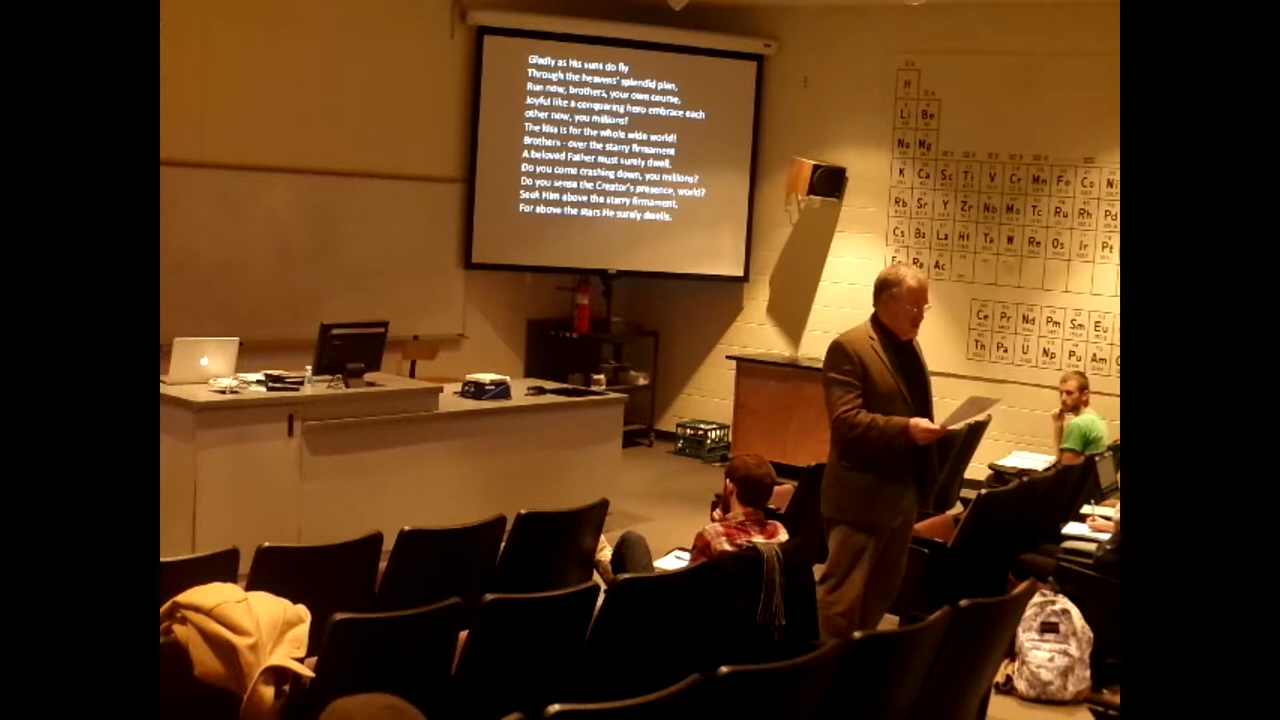 Gladly as His suns do fly
Through the heavens' splendid plan,
Run now, brothers, your own course,
Joyful like a conquering hero embrace each
other now, you millions!
The kiss is for the whole wide world!
Brothers - over the starry firmament
A beloved Father must surely dwell.
Do you come crashing down, you millions?
Do you sense the Creator's presence, world?
Seek Him above the starry firmament,
For above the stars He surely dwells.
H
Li Be
Na Mg
K Ca Sc Ti V Cr Mn Fe Co Ni
Rb Sr Y Zr Nb Mo Tc Ru Rh Pd
Cs Ba La Hf Ta W Re Os Ir Pt
Fr Ra Ac
Ce Pr Nd Pm Sm Eu
Th Pa U Np Pu Am